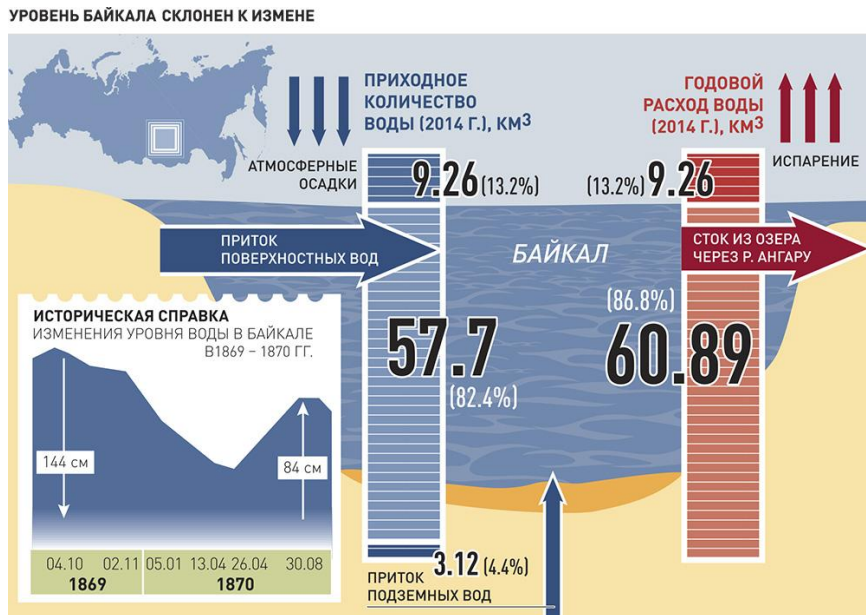 УРОВЕНЬ БАЙКАЛА СКЛОНЕН К ИЗМЕНЕ
ПРИХОДНОЕ
КОЛИЧЕСТВО
ВОДЫ (2014 Г.), КМ3
ГОДОВОЙ
РАСХОД ВОДЫ
(2014 Г.), КМ3
АТМОСФЕРНЫЕ
ОСАДКИ
9.26 (13.2%)
(13.2%) 9.26
ИСПАРЕНИЕ
ПРИТОК
ПОВЕРХНОСТНЫХ ВОД
БАЙКАЛ
СТОК ИЗ ОЗЕРА
ЧЕРЕЗ Р. АНГАРУ
57.7
(82.4%)
(86.8%)
60.89
ИСТОРИЧЕСКАЯ СПРАВКА
ИЗМЕНЕНИЯ УРОВНЯ ВОДЫ В БАЙКАЛЕ
В1869 – 1870 ГГ.
144 см
84 см
04.10 02.11 05.01 13.04 26.04 30.08
1869 1870
3.12 (4.4%)
ПРИТОК
ПОДЗЕМНЫХ ВОД